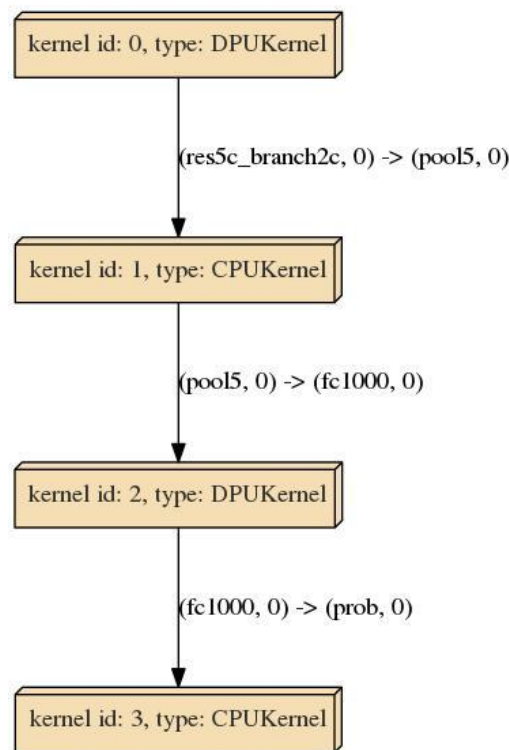 kernel id: 0, type: DPUKernel
(res5c_branch2c, 0) -> (pool5, 0)
kernel id: 1, type: CPUKernel
(pool5, 0) -> (fc1000, 0)
kernel id: 2, type: DPUKernel
(fc1000, 0) -> (prob, 0)
kernel id: 3, type: CPUKernel